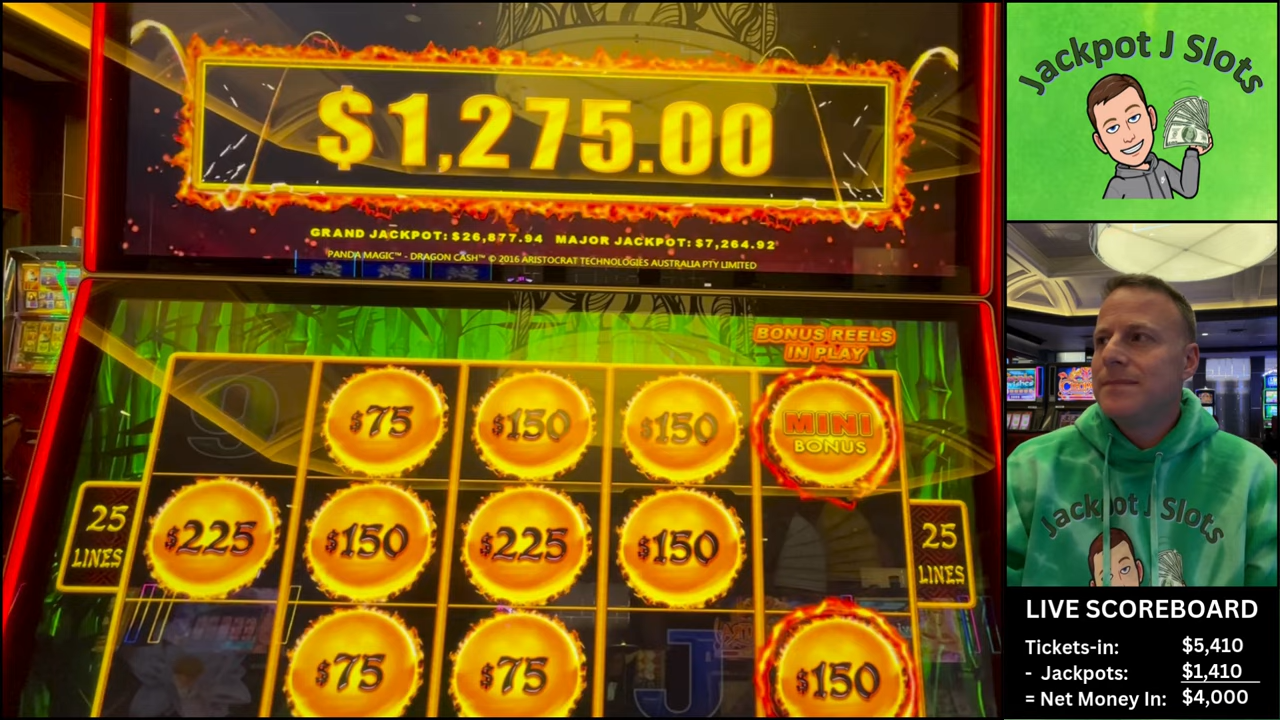 $1,275.00
GRAND JACKPOT: $26,877.94 MAJOR JACKPOT: $7,264.92
PANDA MAGIC™ - DRAGON CASH™ © 2016 ARISTOCRAT TECHNOLOGIES AUSTRALIA PTY LIMITED
BONUS REELS
IN PLAY
9
$75
$150
$150
MINI
BONUS
25
LINES
$225
$150
$225
$150
25
LINES
$75
$75
J
$150
Jackpot J Slots
Jackpot J Slots
LIVE SCOREBOARD
Tickets-in: $5,410
- Jackpots: $1,410
= Net Money In: $4,000